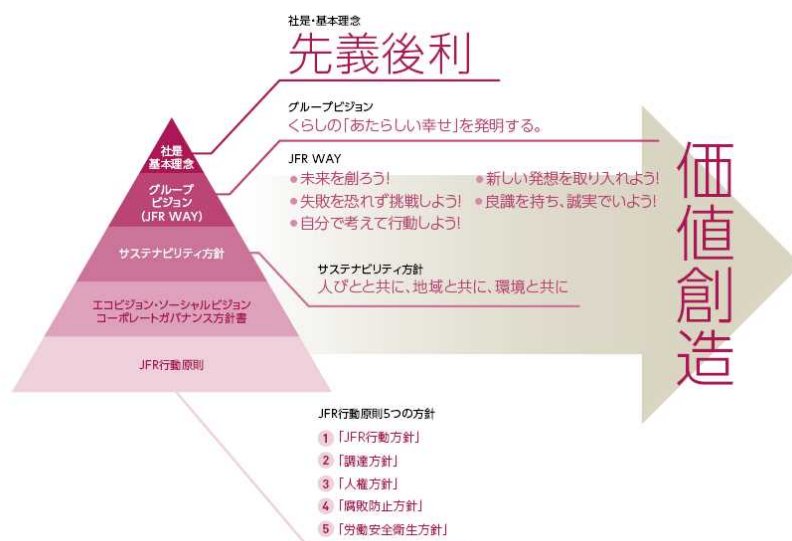 社是・基本理念
先義後利
グループビジョン
くらしの「あたらしい幸せ」を発明する。
JFR WAY
●未来を創ろう!
●新しい発想を取り入れよう!
●失敗を恐れず挑戦しよう!
●良識を持ち、誠実でいよう!
●自分で考えて行動しよう!
サステナビリティ方針
人びとと共に、地域と共に、環境と共に
価値創造
社是
基本理念
グループ
ビジョン
(JFR WAY)
サステナビリティ方針
エコビジョン・ソーシャルビジョン
コーポレートガバナンス方針書
JFR行動原則
JFR行動原則5つの方針
1「JFR行動方針」
2「調達方針」
3「人権方針」
4「腐敗防止方針」
5「労働安全衛生方針」